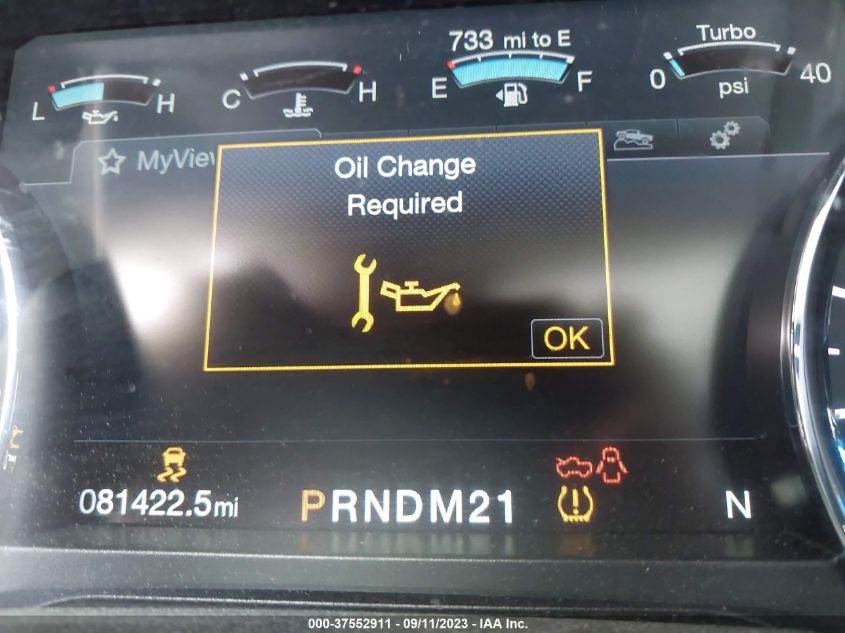 733 mi to E
Turbo
L H
C H
E F
0 40
psi
MyView
Oil Change
Required
OK
081422.5mi
PRNDM21
N
000-37552911 - 09/11/2023 - IAA Inc.